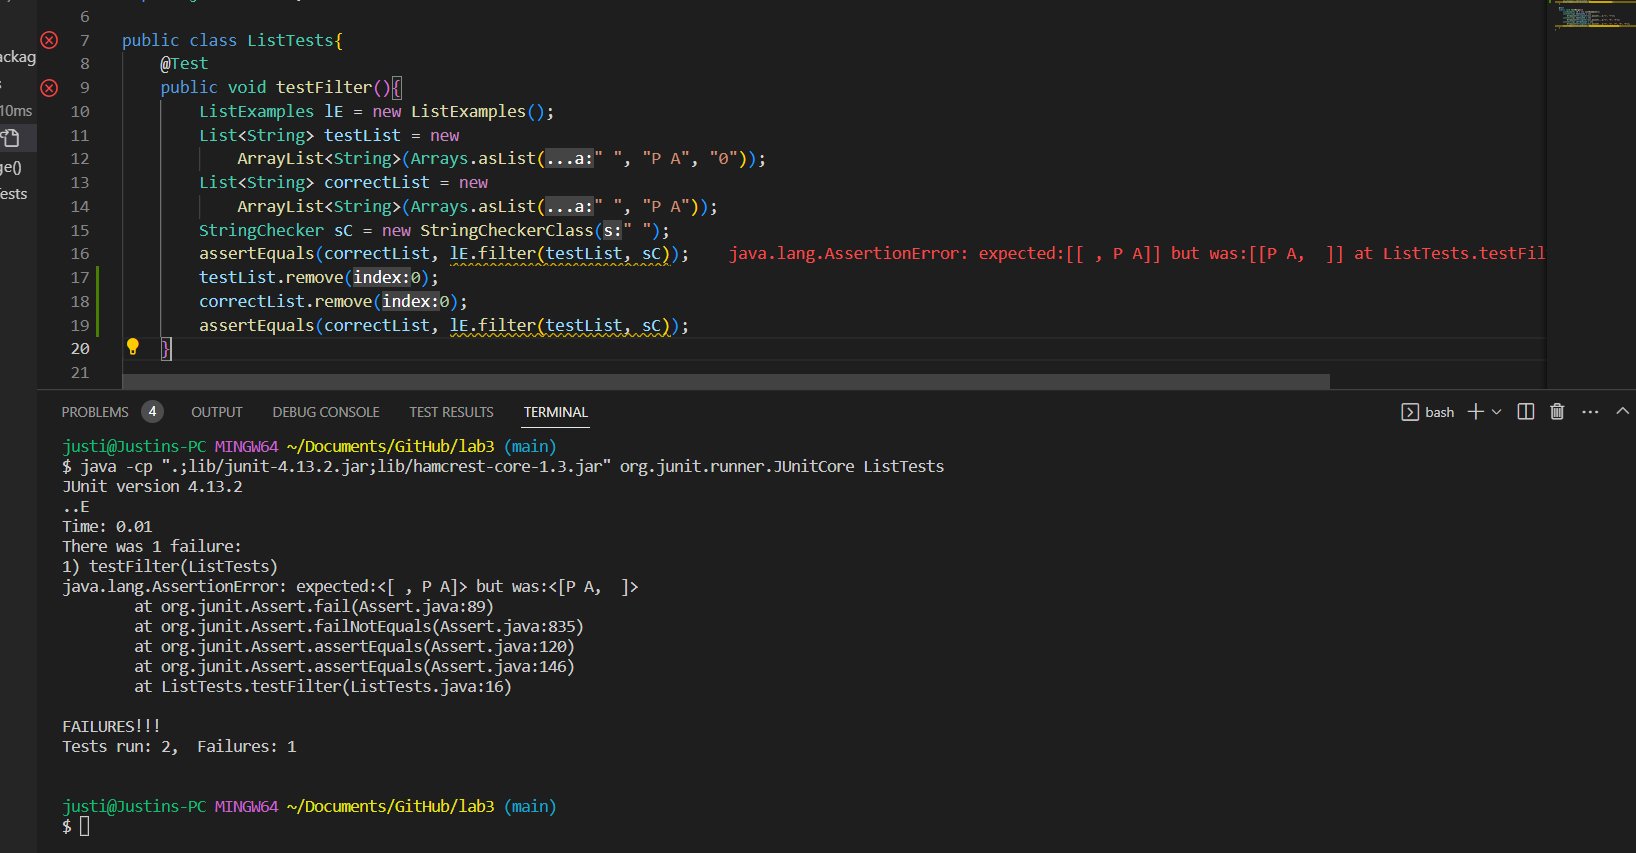 6
7 public class ListTests{
ackag
8 @Test
9 public void testFilter(){
10ms
10 ListExamples lE = new ListExamples();
11 List<String> testList = new
12 ArrayList<String>(Arrays.asList(...a:" ", "P A", "0"));
ge()
13 List<String> correctList = new
ests
14 ArrayList<String>(Arrays.asList(...a:" ", "P A"));
15 StringChecker sC = new StringCheckerClass(s:" ");
16 assertEquals(correctList, lE.filter(testList, sC)); java.lang.AssertionError: expected:[[ , P A]] but was:[[P A,  ]] at ListTests.testFil
17 testList.remove(index:0);
18 correctList.remove(index:0);
19 assertEquals(correctList, lE.filter(testList, sC));
20 }
21
PROBLEMS 4 OUTPUT DEBUG CONSOLE TEST RESULTS TERMINAL bash
justi@Justins-PC MINGW64 ~/Documents/GitHub/lab3 (main)
$ java -cp ".;lib/junit-4.13.2.jar;lib/hamcrest-core-1.3.jar" org.junit.runner.JUnitCore ListTests
JUnit version 4.13.2
..E
Time: 0.01
There was 1 failure:
1) testFilter(ListTests)
java.lang.AssertionError: expected:<[ , P A]> but was:<[P A,  ]>
at org.junit.Assert.fail(Assert.java:89)
at org.junit.Assert.failNotEquals(Assert.java:835)
at org.junit.Assert.assertEquals(Assert.java:120)
at org.junit.Assert.assertEquals(Assert.java:146)
at ListTests.testFilter(ListTests.java:16)
FAILURES!!!
Tests run: 2,  Failures: 1
justi@Justins-PC MINGW64 ~/Documents/GitHub/lab3 (main)
$